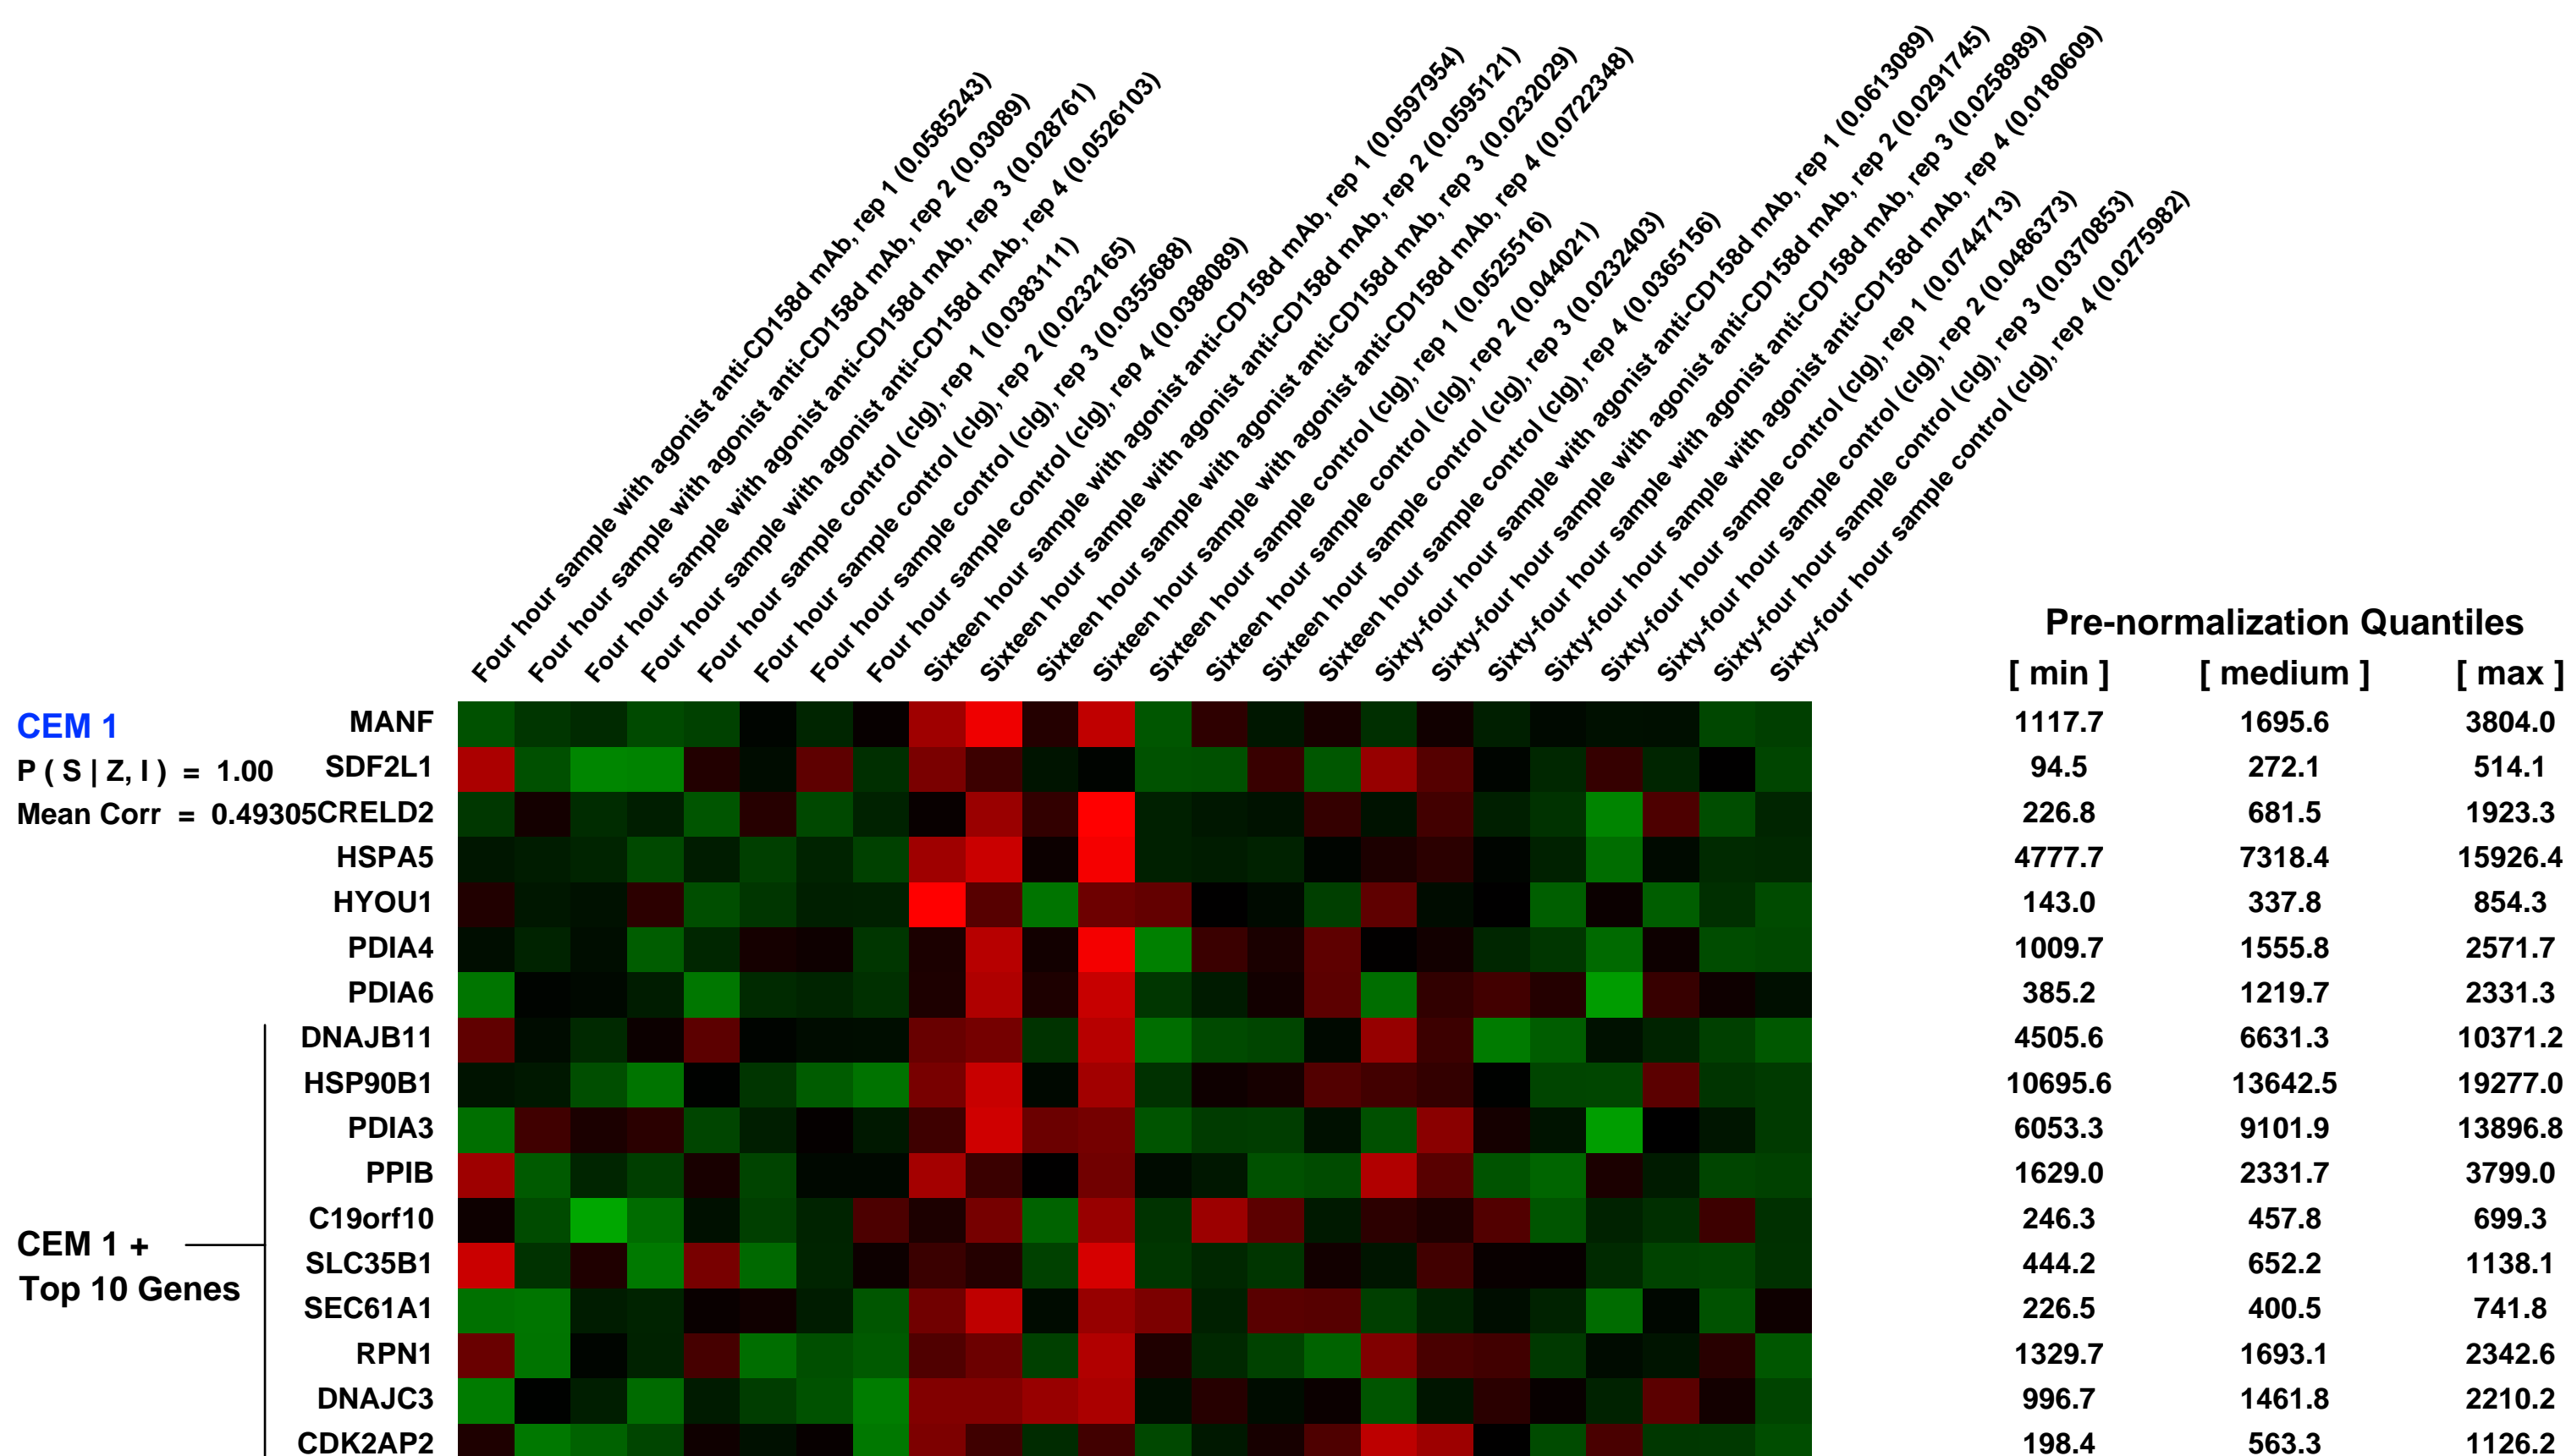 Four hour sample with agonist anti-CD158d mAb, rep 1 (0.0585243)
Four hour sample with agonist anti-CD158d mAb, rep 2 (0.03089)
Four hour sample with agonist anti-CD158d mAb, rep 3 (0.028761)
Four hour sample with agonist anti-CD158d mAb, rep 4 (0.0526103)
Four hour sample control (cIg), rep 1 (0.0383111)
Four hour sample control (cIg), rep 2 (0.0232165)
Four hour sample control (cIg), rep 3 (0.0355688)
Four hour sample control (cIg), rep 4 (0.0388089)
Sixteen hour sample with agonist anti-CD158d mAb, rep 1 (0.0597954)
Sixteen hour sample with agonist anti-CD158d mAb, rep 2 (0.0595121)
Sixteen hour sample with agonist anti-CD158d mAb, rep 3 (0.0232029)
Sixteen hour sample with agonist anti-CD158d mAb, rep 4 (0.0722348)
Sixteen hour sample control (cIg), rep 1 (0.0525516)
Sixteen hour sample control (cIg), rep 2 (0.044021)
Sixteen hour sample control (cIg), rep 3 (0.0232403)
Sixteen hour sample control (cIg), rep 4 (0.0365156)
Sixty-four hour sample with agonist anti-CD158d mAb, rep 1 (0.0613089)
Sixty-four hour sample with agonist anti-CD158d mAb, rep 2 (0.0291745)
Sixty-four hour sample with agonist anti-CD158d mAb, rep 3 (0.0258989)
Sixty-four hour sample with agonist anti-CD158d mAb, rep 4 (0.0180609)
Sixty-four hour sample control (cIg), rep 1 (0.0744713)
Sixty-four hour sample control (cIg), rep 2 (0.0486373)
Sixty-four hour sample control (cIg), rep 3 (0.0370853)
Sixty-four hour sample control (cIg), rep 4 (0.0275982)
Pre-normalization Quantiles
[ min ] [ medium ] [ max ]
CEM 1
P ( S | Z, I ) = 1.00
Mean Corr = 0.49305
MANF 1117.7 1695.6 3804.0
SDF2L1 94.5 272.1 514.1
CRELD2 226.8 681.5 1923.3
HSPA5 4777.7 7318.4 15926.4
HYOU1 143.0 337.8 854.3
PDIA4 1009.7 1555.8 2571.7
PDIA6 385.2 1219.7 2331.3
DNAJB11 4505.6 6631.3 10371.2
HSP90B1 10695.6 13642.5 19277.0
PDIA3 6053.3 9101.9 13896.8
PPIB 1629.0 2331.7 3799.0
C19orf10 246.3 457.8 699.3
CEM 1 +
Top 10 Genes
SLC35B1 444.2 652.2 1138.1
SEC61A1 226.5 400.5 741.8
RPN1 1329.7 1693.1 2342.6
DNAJC3 996.7 1461.8 2210.2
CDK2AP2 198.4 563.3 1126.2